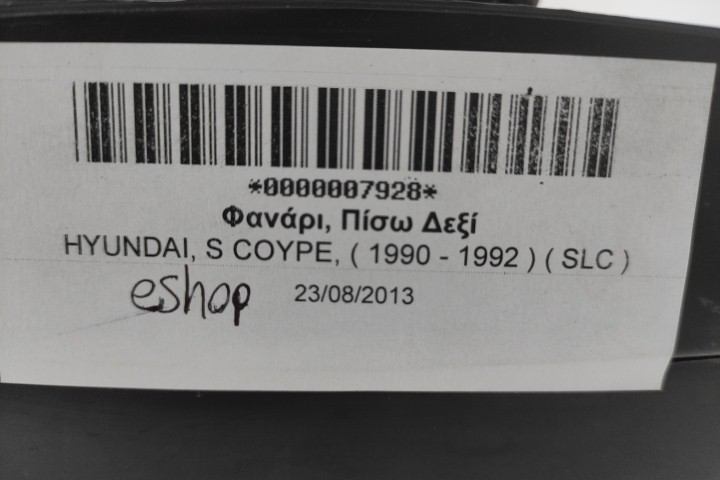 *0000007928*
Φανάρι, Πίσω Δεξί
HYUNDAI, S COYPE, ( 1990 - 1992 ) ( SLC )
eshop 23/08/2013